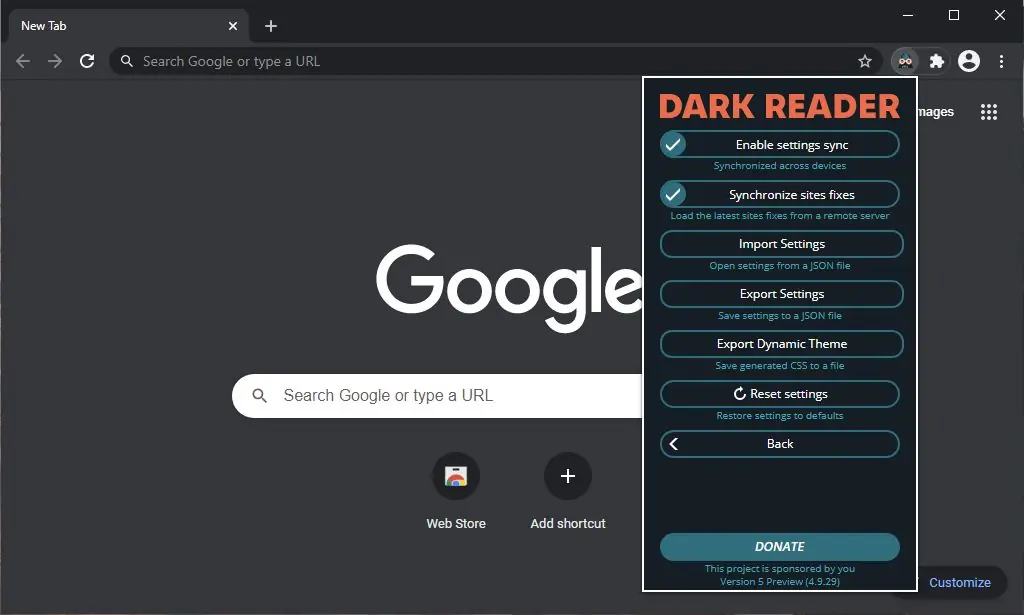 New Tab
Search Google or type a URL
DARK READER
Enable settings sync
Synchronized across devices
Synchronize sites fixes
Load the latest sites fixes from a remote server
Import Settings
Open settings from a JSON file
Export Settings
Save settings to a JSON file
Export Dynamic Theme
Save generated CSS to a file
Reset settings
Restore settings to defaults
Back
DONATE
This project is sponsored by you
Version 5 Preview (4.9.29)
mages
Google
Search Google or type a URL
Web Store
Add shortcut
Customize